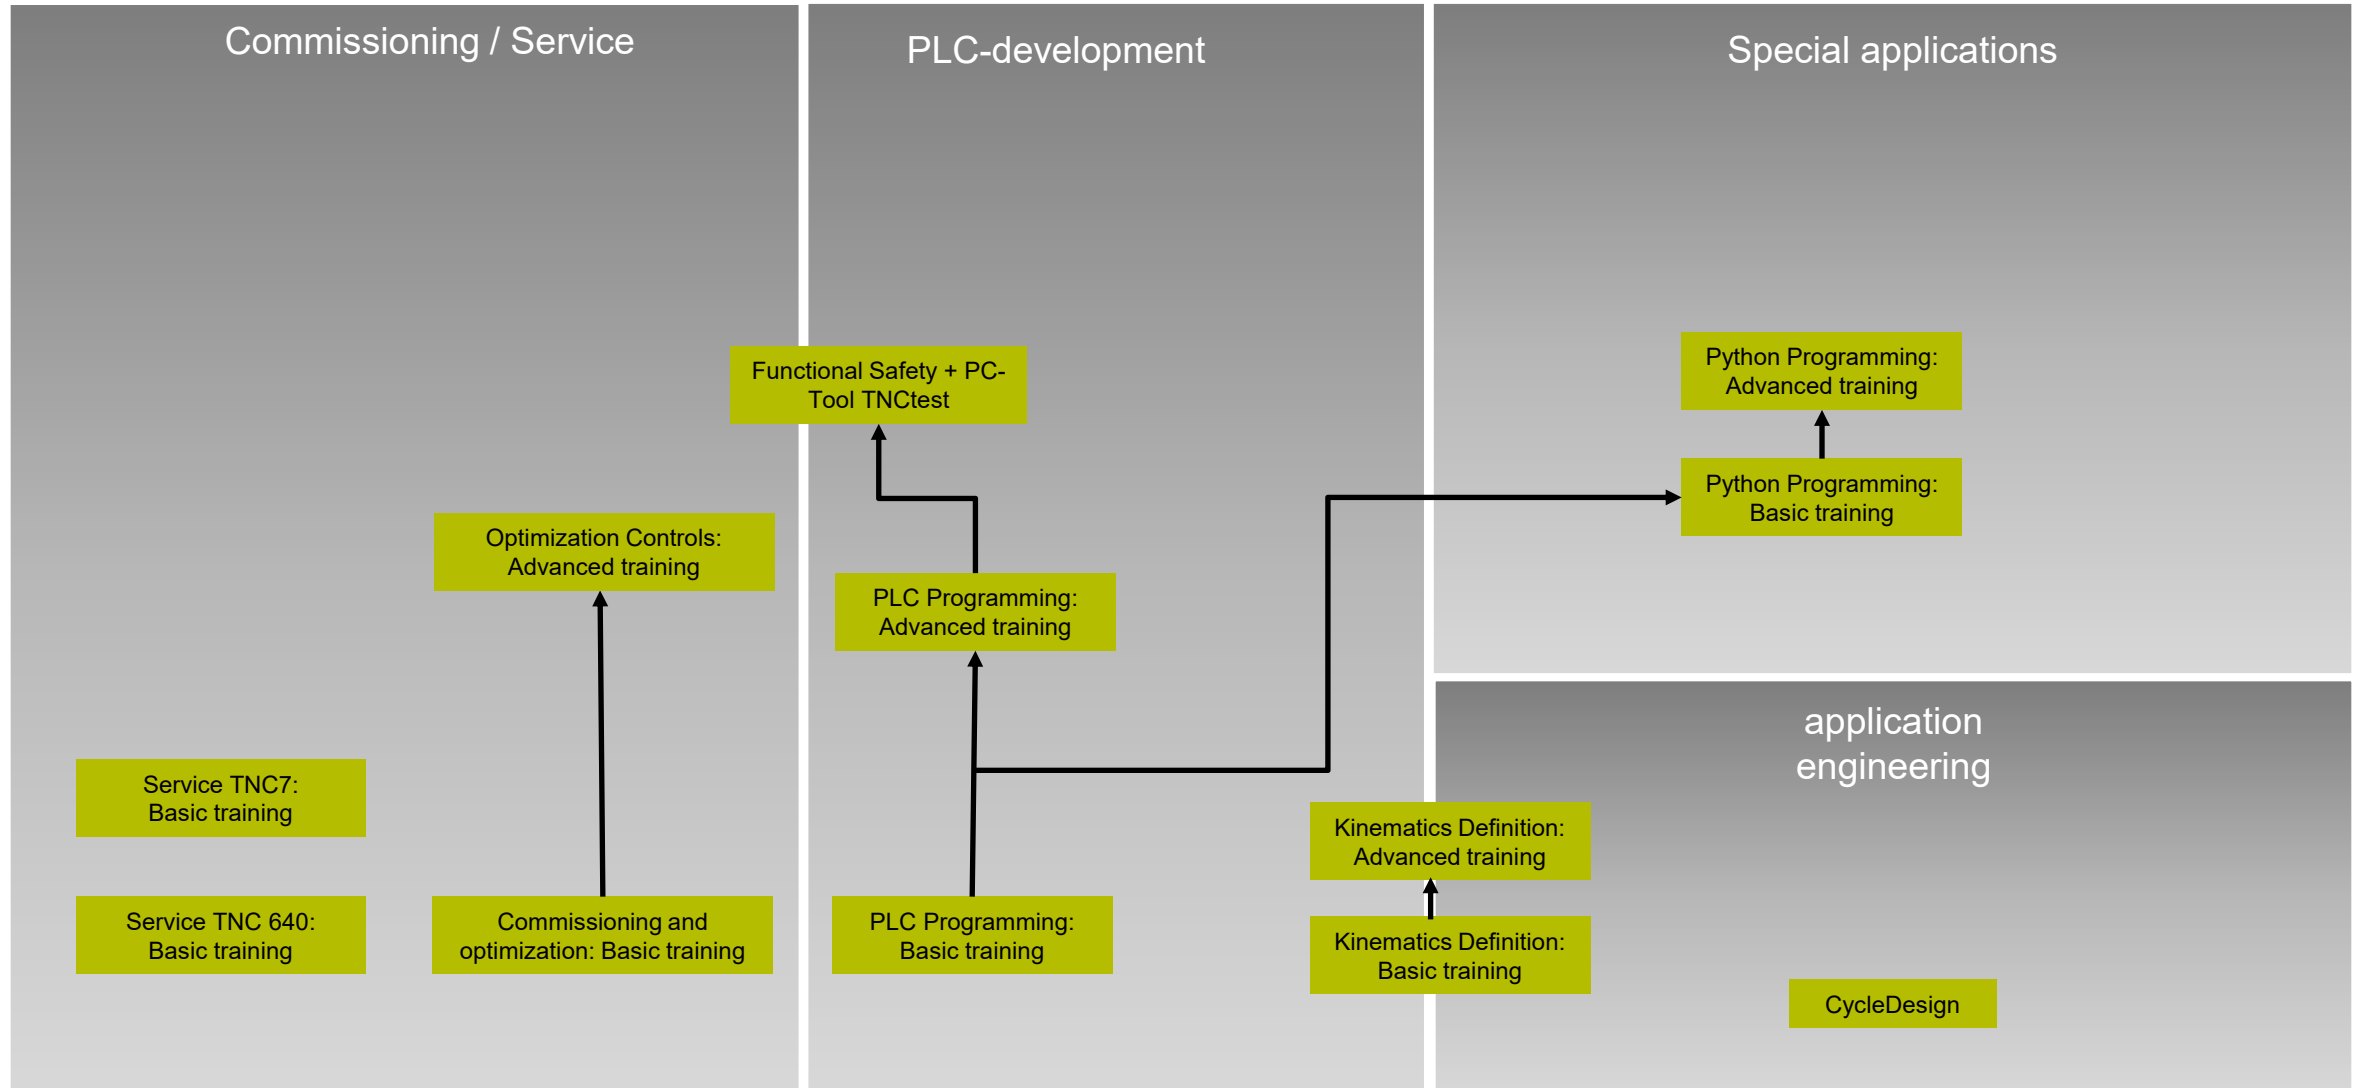 Commissioning / Service
PLC-development
Special applications
Functional Safety + PC-
Tool TNCtest
Python Programming:
Advanced training
Python Programming:
Basic training
Optimization Controls:
Advanced training
PLC Programming:
Advanced training
application
engineering
Service TNC7:
Basic training
Kinematics Definition:
Advanced training
Service TNC 640:
Basic training
Commissioning and
optimization: Basic training
PLC Programming:
Basic training
Kinematics Definition:
Basic training
CycleDesign